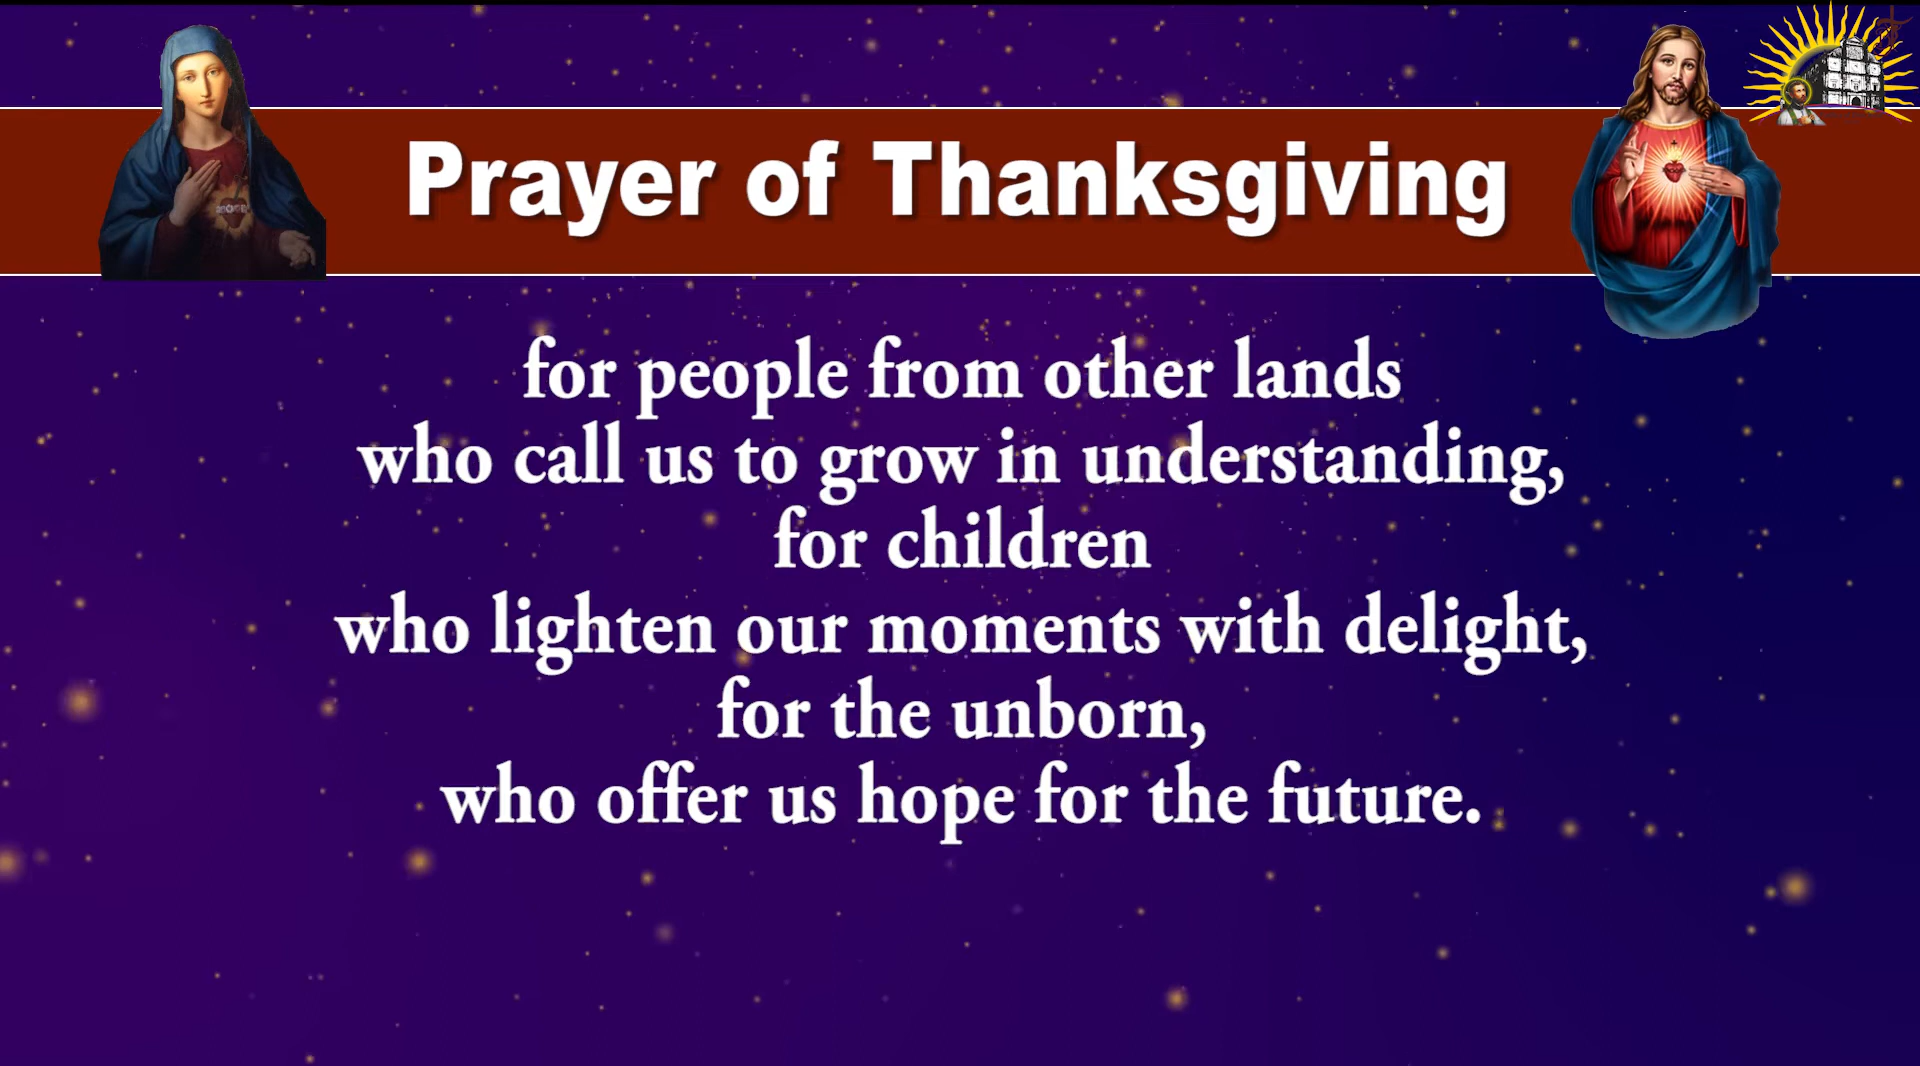 Prayer of Thanksgiving
for people from other lands
who call us to grow in understanding,
for children
who lighten our moments with delight,
for the unborn,
who offer us hope for the future.